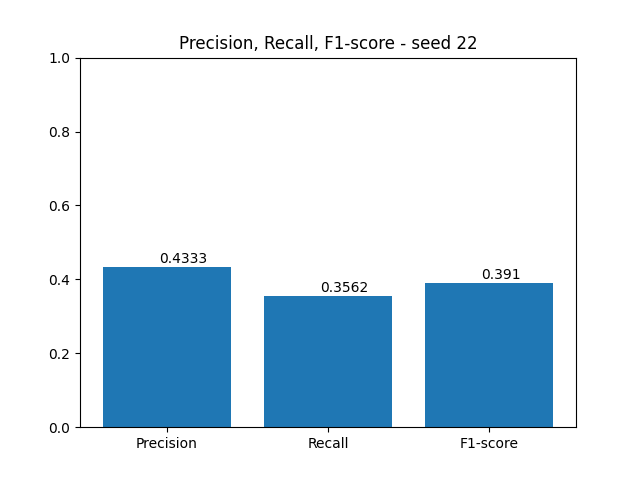 Precision, Recall, F1-score - seed 22
1.0
0.8
0.6
0.4
0.2
0.0
0.4333
0.3562
0.391
Precision
Recall
F1-score